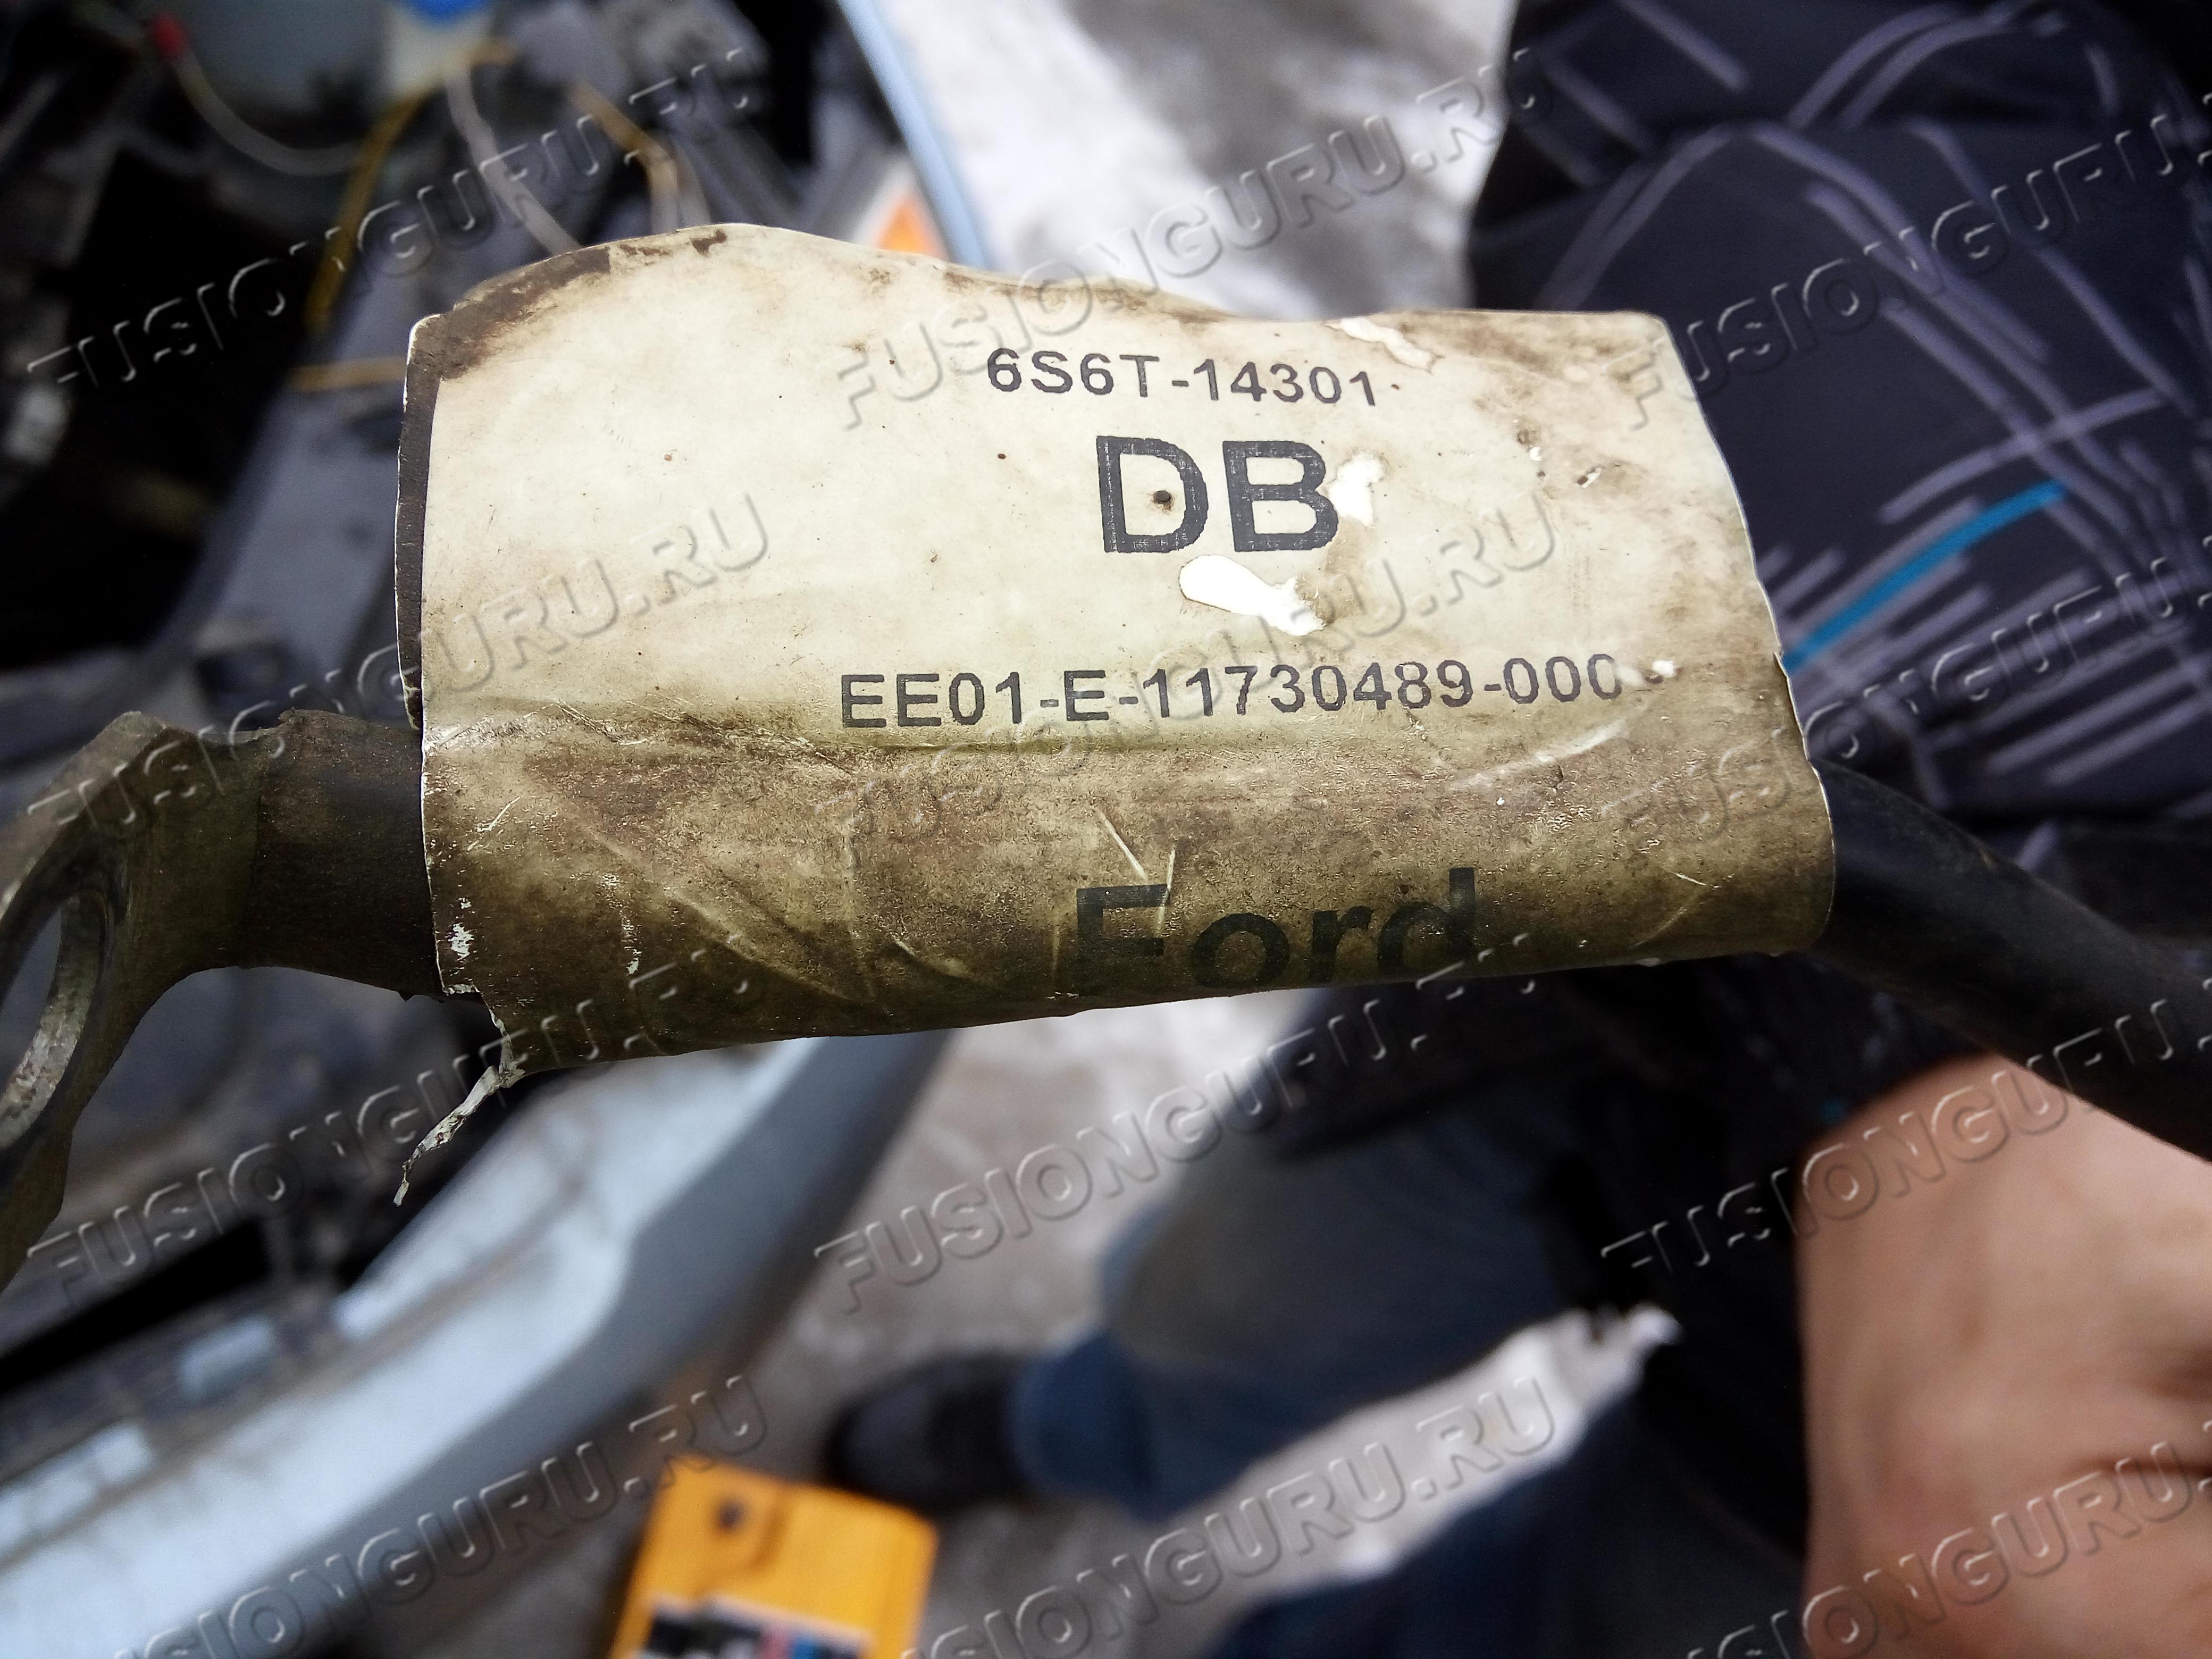 6S6T-14301
DB
EE01-E-11730489-000
Ford
FUSIONGURU.RU